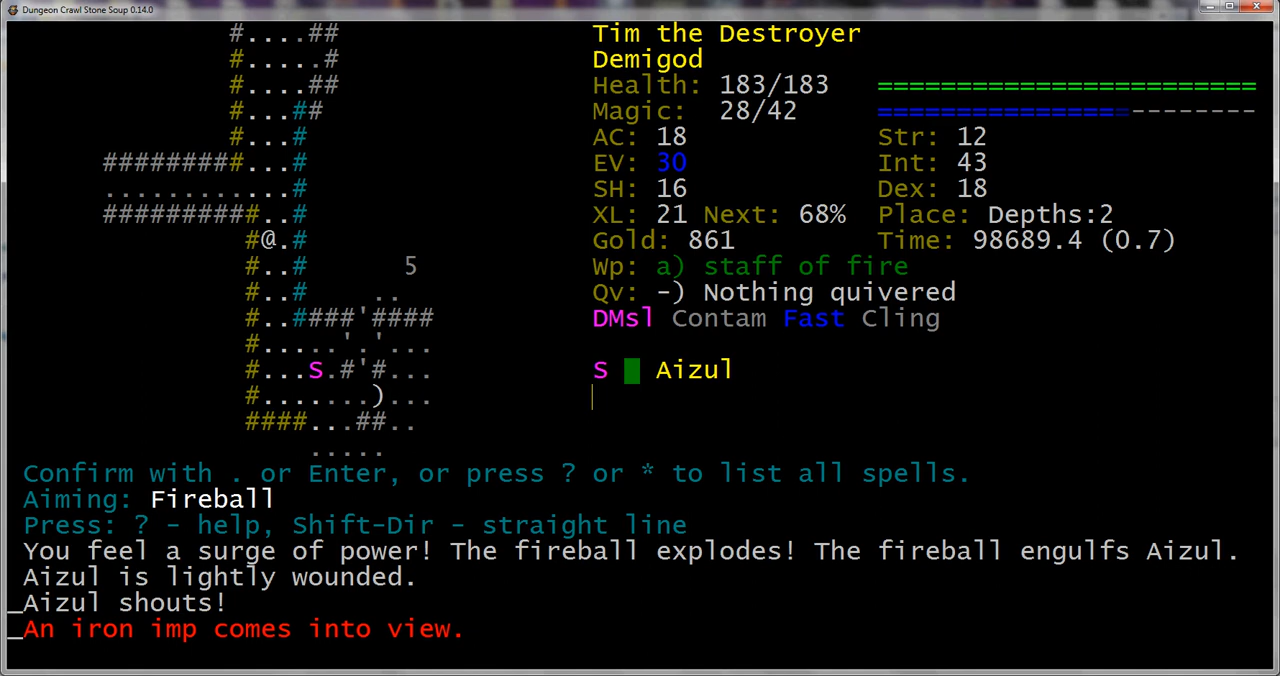 Dungeon Crawl Stone Soup 0.14.0
#....##
#.....#
#....##
#...##
#...#
########...#
...........#
#########..#
#@.#
#..# 5
#..# ..
#..####'####
#.....'.'...
#...S.#'#...
#.......)...
####...##..
.....
Tim the Destroyer
Demigod
Health: 183/183 ========================
Magic: 28/42 ========================
AC: 18 Str: 12
EV: 30 Int: 43
SH: 16 Dex: 18
XL: 21 Next: 68% Place: Depths:2
Gold: 861 Time: 98689.4 (0.7)
Wp: a) staff of fire
Qv: -) Nothing quivered
DMsl Contam Fast Cling
S Aizul
Confirm with . or Enter, or press ? or * to list all spells.
Aiming: Fireball
Press: ? - help, Shift-Dir - straight line
You feel a surge of power! The fireball explodes! The fireball engulfs Aizul.
Aizul is lightly wounded.
_Aizul shouts!
_An iron imp comes into view.